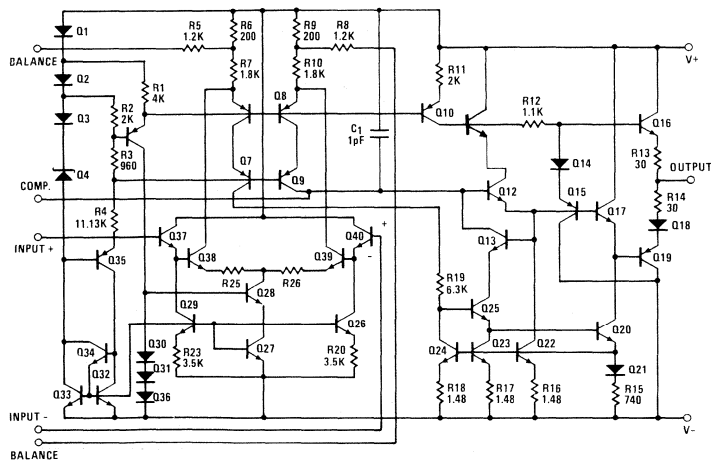 Q1
R5
1.2K
R6
200
R9
200
R8
1.2K
BALANCE
V+
Q2
R1
4K
R7
1.8K
R10
1.8K
R11
2K
Q3
R2
2K
Q8
Q10
R12
1.1K
Q16
R3
960
C1
1pF
R13
30
OUTPUT
Q4
Q7
Q9
Q14
COMP.
Q12
Q15
R14
30
R4
11.13K
Q17
Q18
INPUT +
Q37
Q40
+
-
Q13
Q35
Q38
Q39
Q19
R25
R26
R19
6.3K
Q28
Q25
Q29
Q26
Q20
Q34
Q30
Q27
Q24
Q23
Q22
Q32
Q31
R23
3.5K
R20
3.5K
Q21
Q33
Q36
R18
1.48
R17
1.48
R16
1.48
R15
740
INPUT -
V-
BALANCE